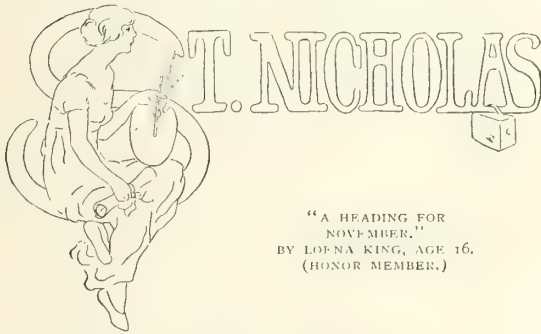 ST. NICHOLAS
"A HEADING FOR
NOVEMBER."
BY LORNA KING, AGE 16.
(HONOR MEMBER.)